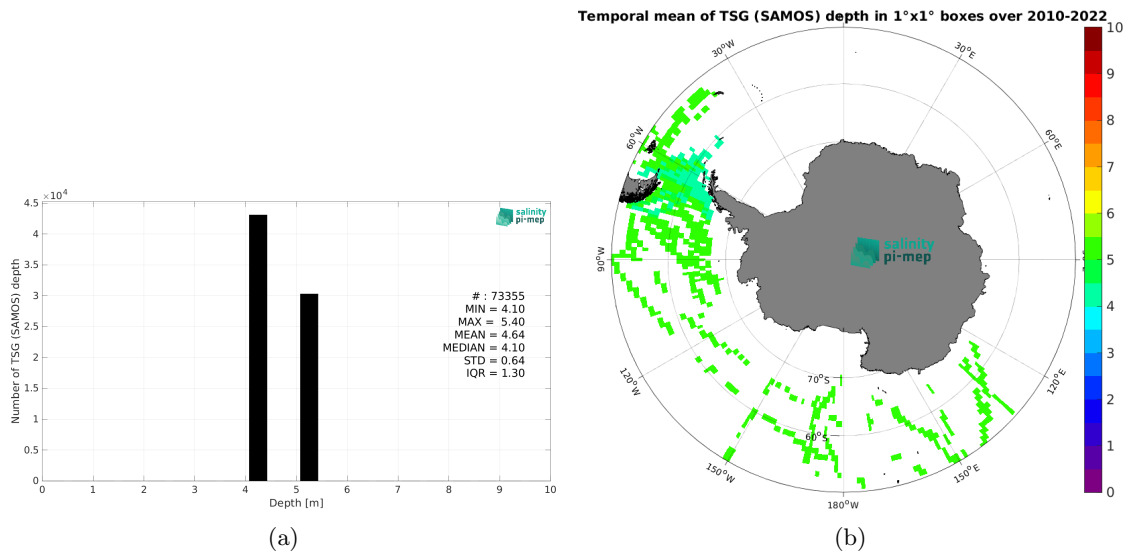 ×10⁴
4.5
4
3.5
3
2.5
2
1.5
1
0.5
0
Number of TSG (SAMOS) depth
salinity
pi-mep
# : 73355
MIN = 4.10
MAX = 5.40
MEAN = 4.64
MEDIAN = 4.10
STD = 0.64
IQR = 1.30
0 1 2 3 4 5 6 7 8 9 10
Depth [m]
(a)
Temporal mean of TSG (SAMOS) depth in 1°x1° boxes over 2010-2022
30°W
30°E
60°W
60°E
90°W
salinity
pi-mep
120°W
120°E
70°S
60°S
150°W
150°E
180°W
10
9
8
7
6
5
4
3
2
1
0
(b)